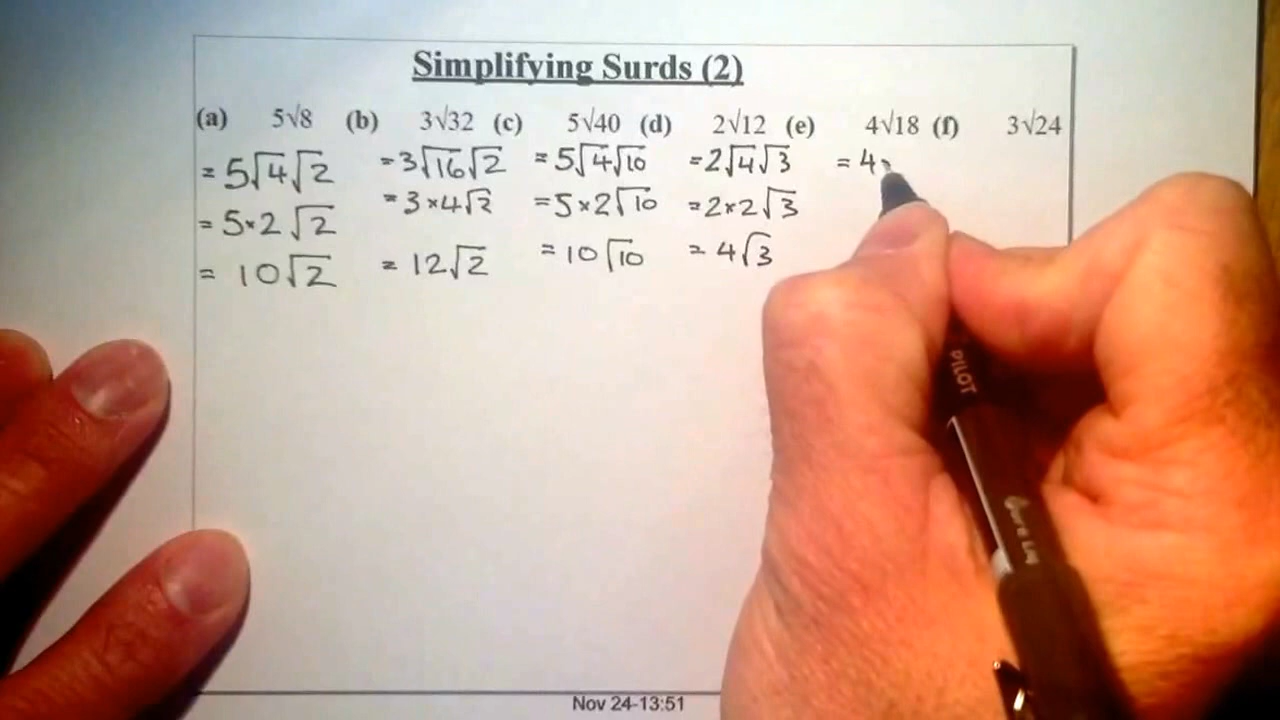 Simplifying Surds (2)
(a) 5√8 (b) 3√32 (c) 5√40 (d) 2√12 (e) 4√18 (f) 3√24
= 5√4√2 = 3√16√2 = 5√4√10 = 2√4√3 = 4
= 5×2√2 = 3×4√2 = 5×2√10 = 2×2√3
= 10√2 = 12√2 = 10√10 = 4√3
PILOT
Nov 24-13:51